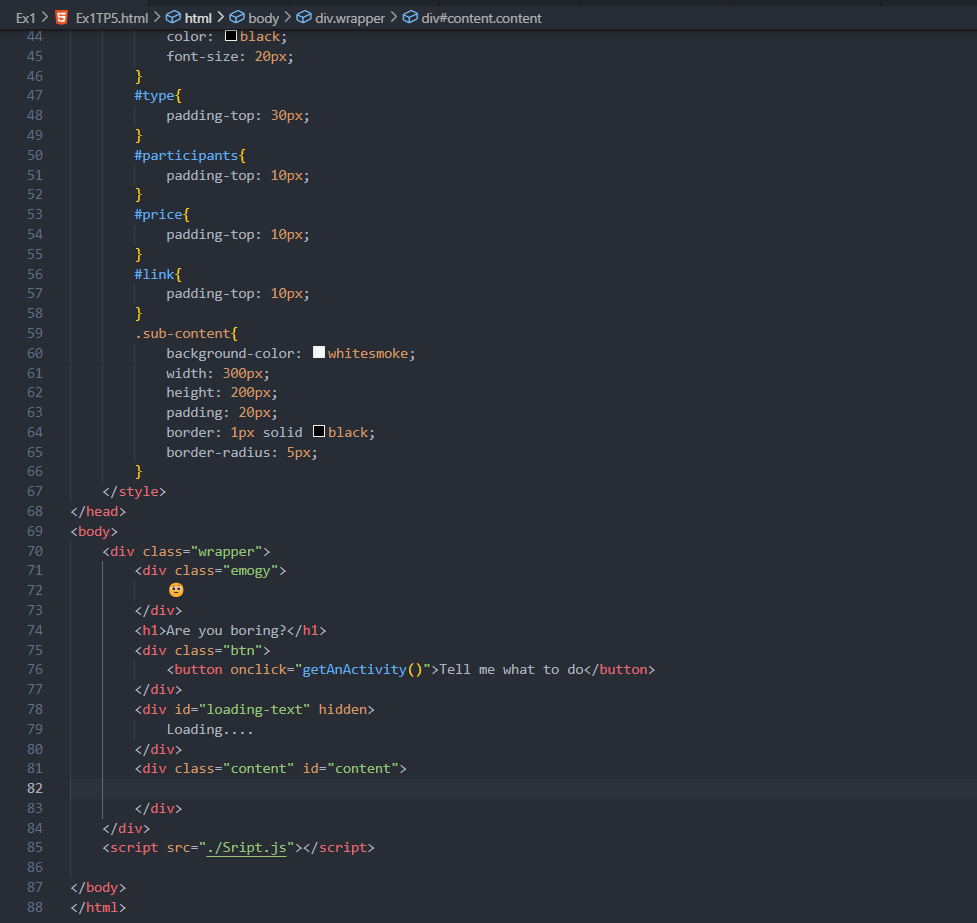 Ex1 > Ex1TP5.html > html > body > div.wrapper > div#content.content
44 color: black;
45 font-size: 20px;
46 }
47 #type{
48 padding-top: 30px;
49 }
50 #participants{
51 padding-top: 10px;
52 }
53 #price{
54 padding-top: 10px;
55 }
56 #link{
57 padding-top: 10px;
58 }
59 .sub-content{
60 background-color: whitesmoke;
61 width: 300px;
62 height: 200px;
63 padding: 20px;
64 border: 1px solid black;
65 border-radius: 5px;
66 }
67 </style>
68 </head>
69 <body>
70 <div class="wrapper">
71 <div class="emogy">
72 🥺
73 </div>
74 <h1>Are you boring?</h1>
75 <div class="btn">
76 <button onclick="getAnActivity()">Tell me what to do</button>
77 </div>
78 <div id="loading-text" hidden>
79 Loading....
80 </div>
81 <div class="content" id="content">
82
83 </div>
84 </div>
85 <script src="./Sript.js"></script>
86
87 </body>
88 </html>